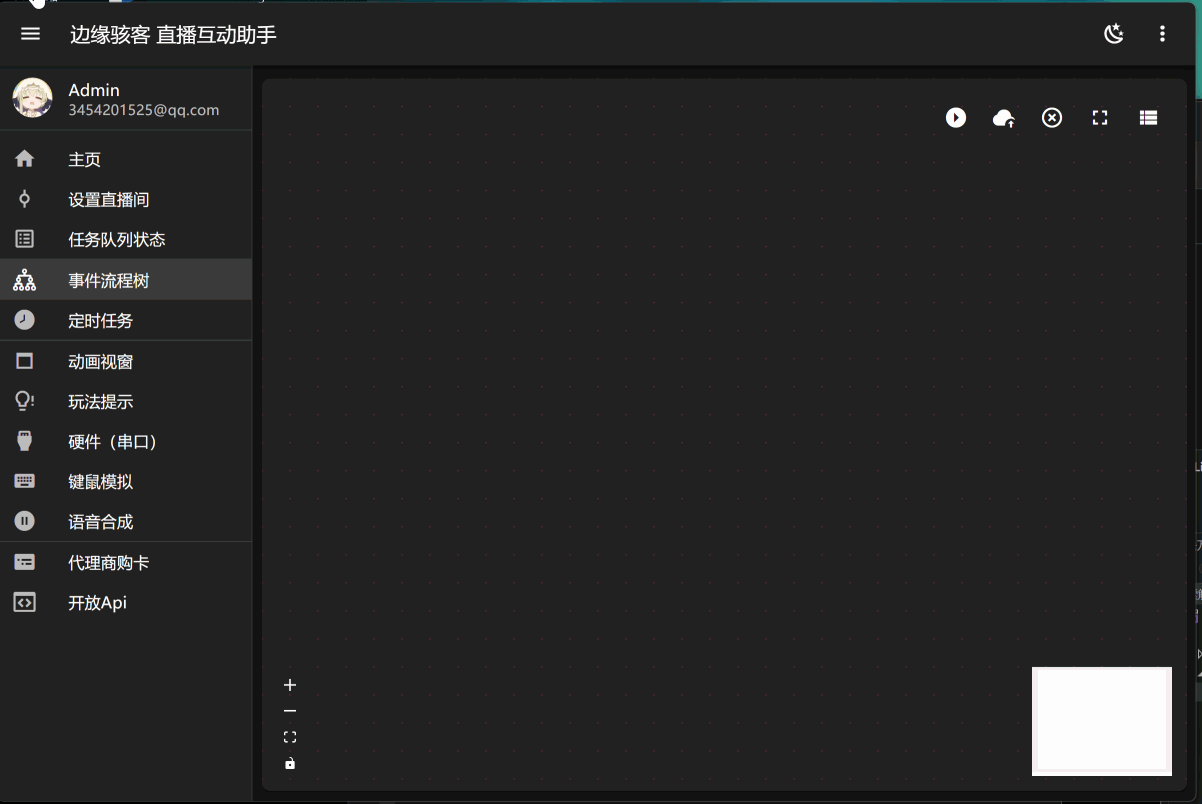 边缘骇客 直播互动助手
Admin
3454201525@qq.com
主页
设置直播间
任务队列状态
事件流程树
定时任务
动画视窗
玩法提示
硬件（串口）
键鼠模拟
语音合成
代理商购卡
开放Api